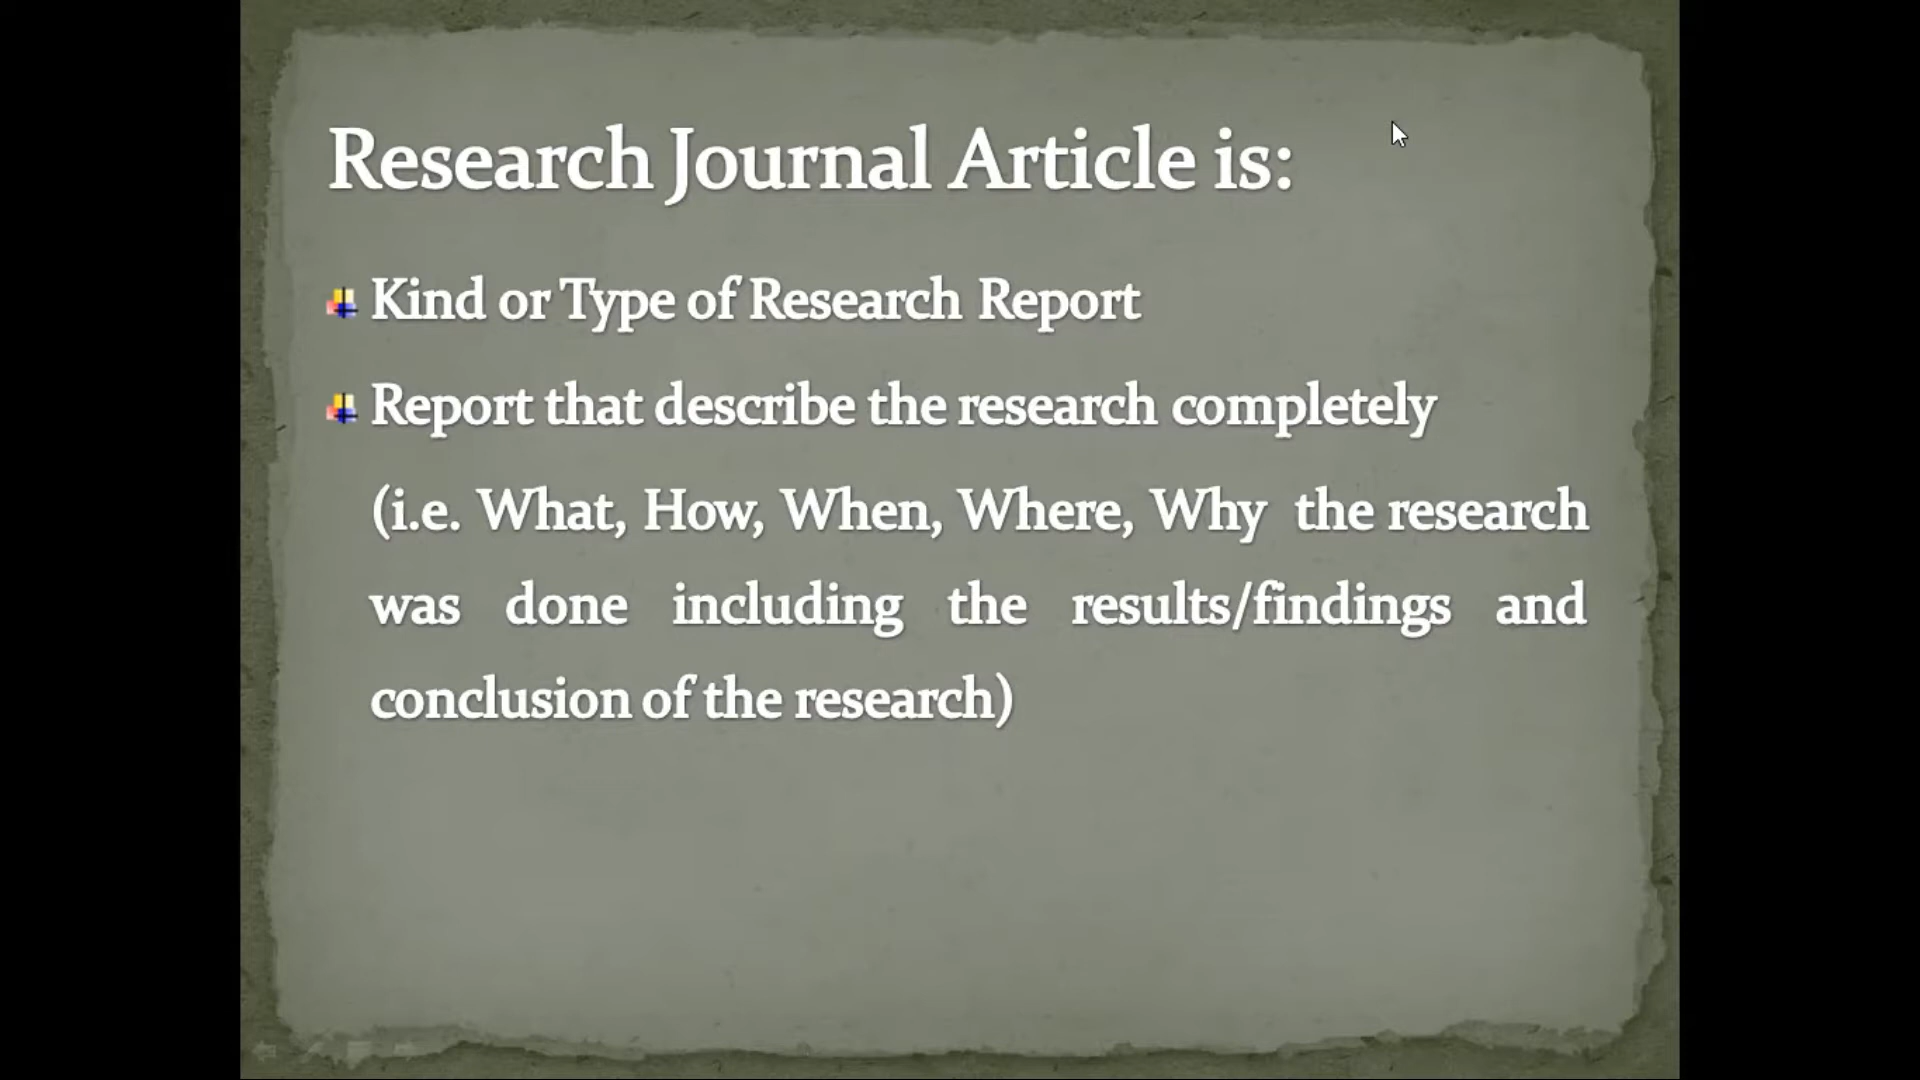 Research Journal Article is:
Kind or Type of Research Report
Report that describe the research completely
(i.e. What, How, When, Where, Why the research
was done including the results/findings and
conclusion of the research)